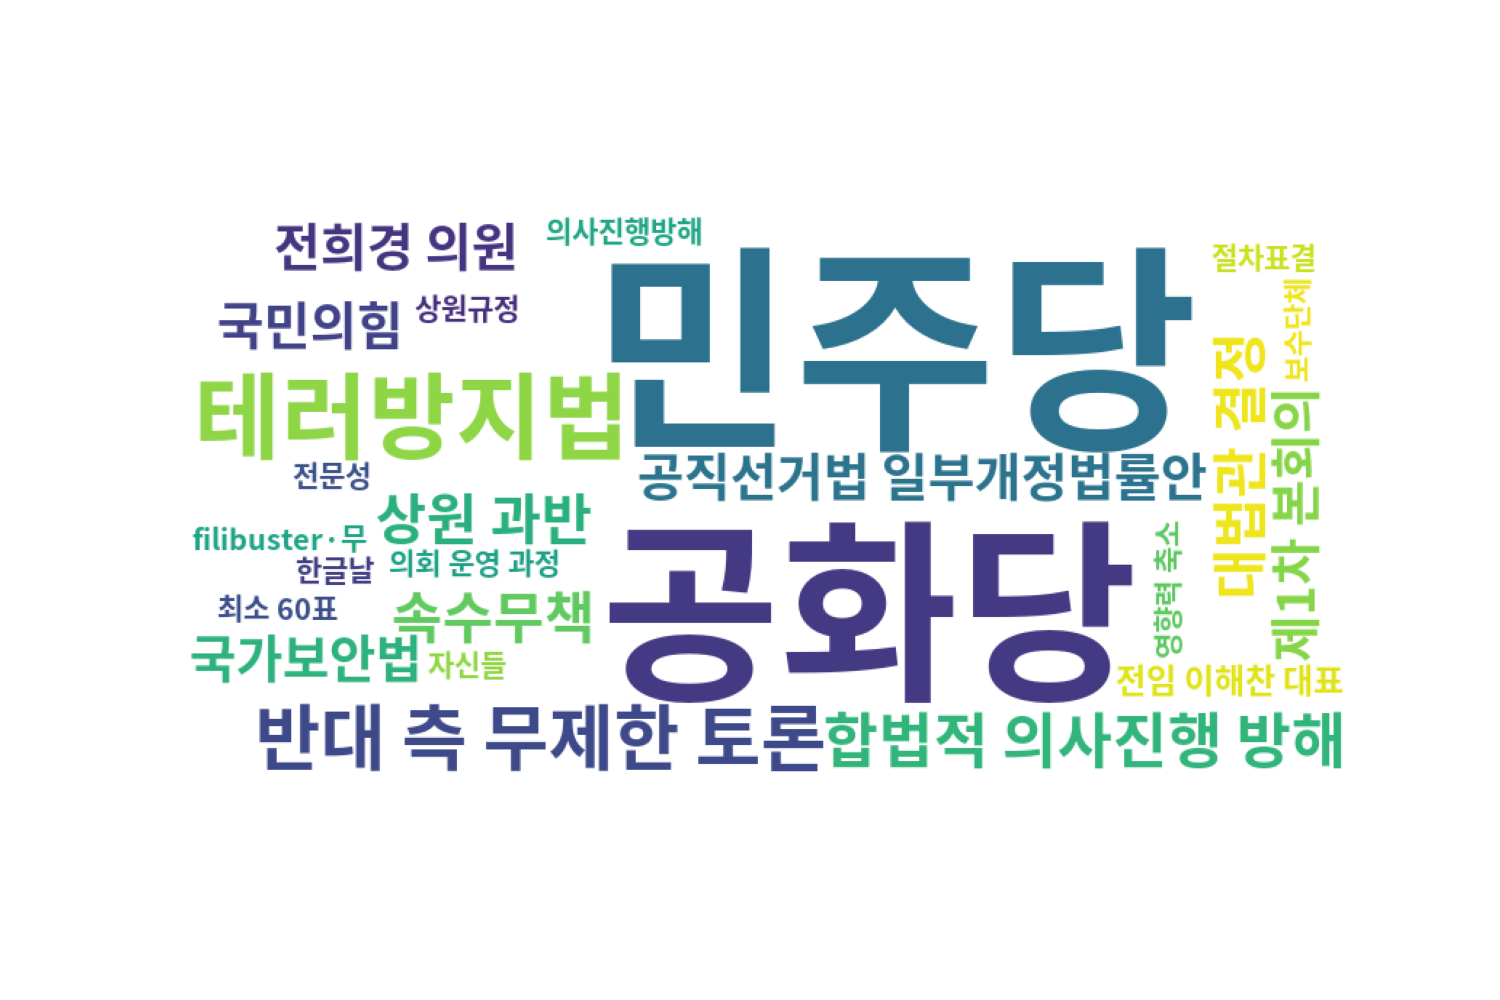 전희경 의원
의사진행방해
민주당
절차표결
국민의힘
상원규정
보수단체
대법관 결정
테러방지법
제1차 본회의
전문성
공직선거법 일부개정법률안
상원 과반
filibuster·무
공화당
영향력 축소
한글날
의회 운영 과정
최소 60표
속수무책
국가보안법
자신들
전임 이해찬 대표
반대 측 무제한 토론
합법적 의사진행 방해